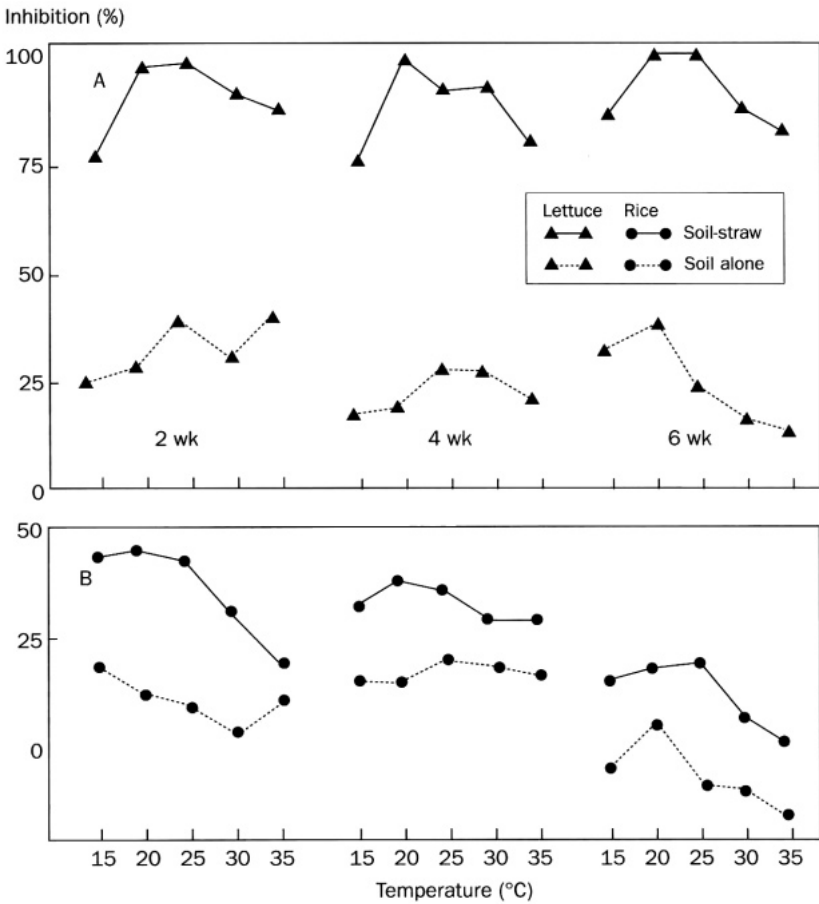 Inhibition (%)
100
A
75
Lettuce Rice
Soil-straw
Soil alone
50
25
2 wk 4 wk 6 wk
0
50
B
25
0
15 20 25 30 35 15 20 25 30 35 15 20 25 30 35
Temperature (°C)